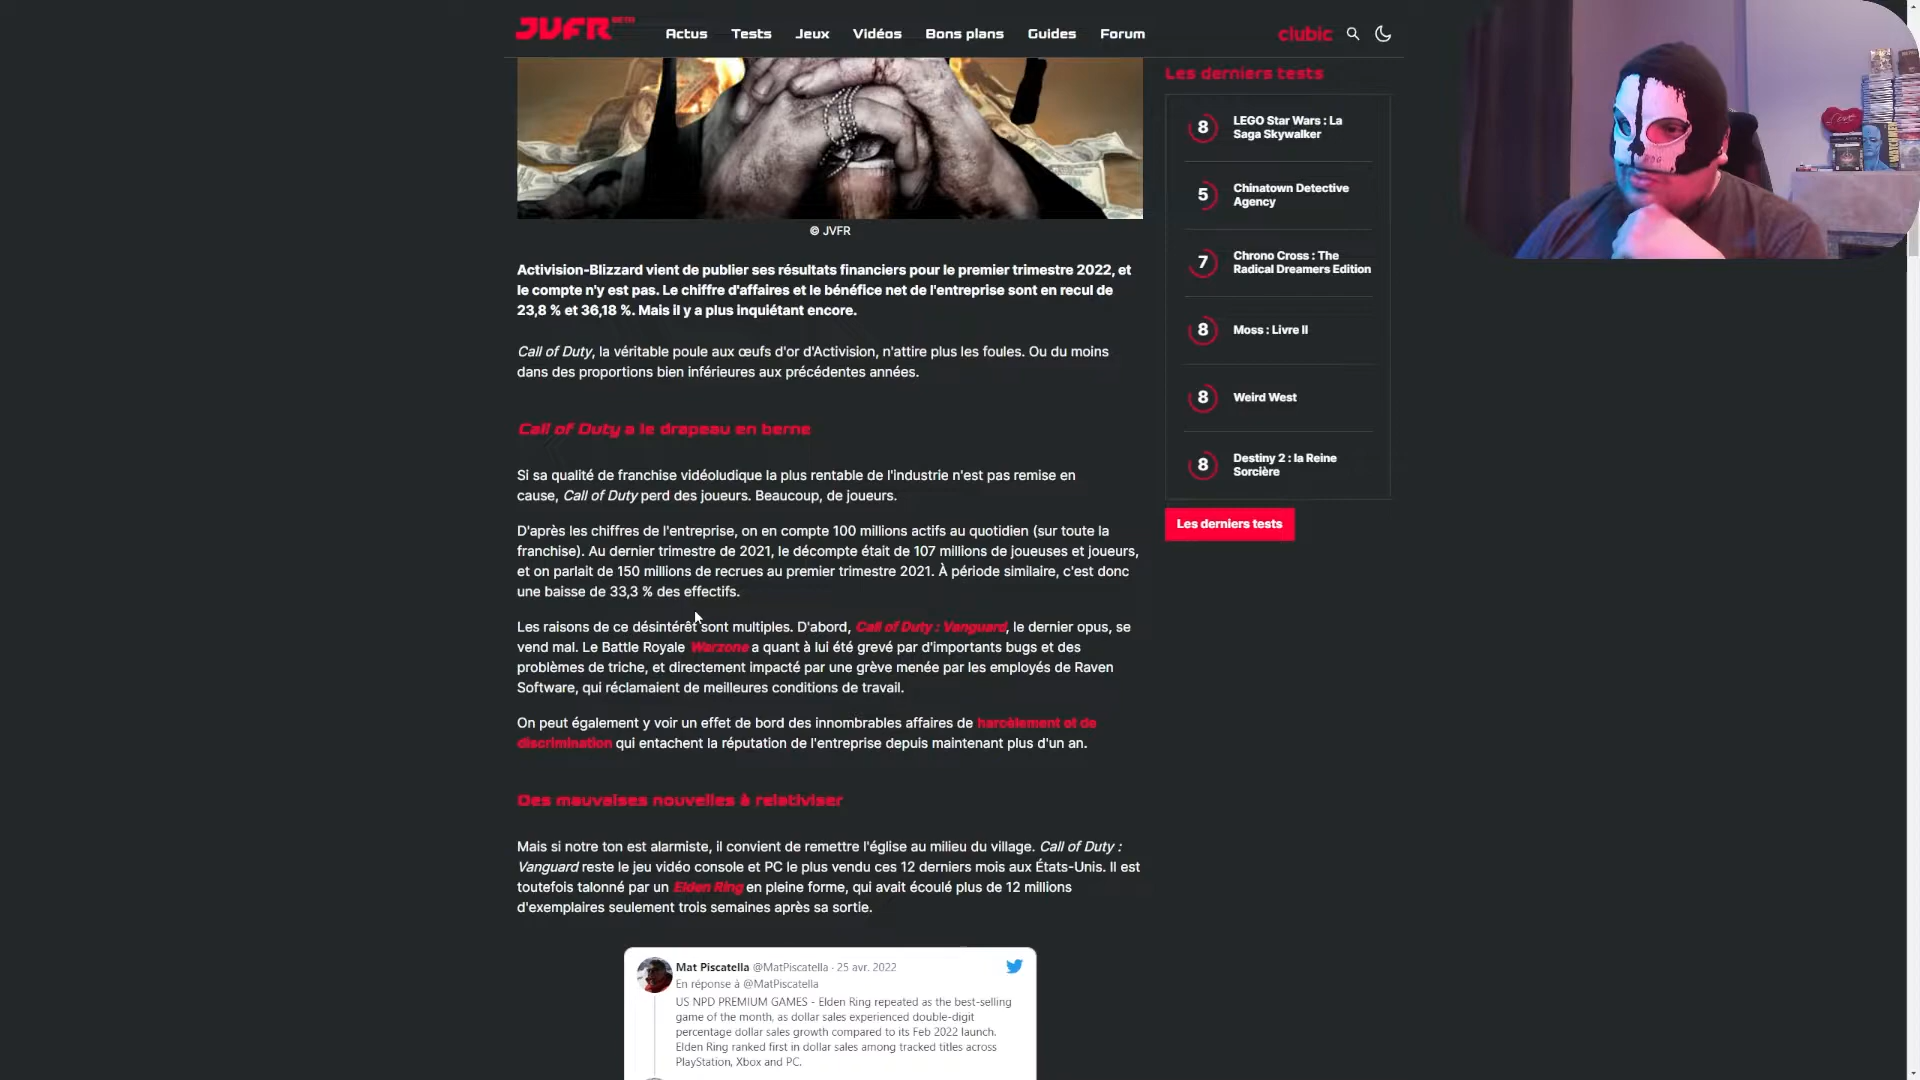 JVFR BETA
Actus
Tests
Jeux
Vidéos
Bons plans
Guides
Forum
clubic
© JVFR
Activision-Blizzard vient de publier ses résultats financiers pour le premier trimestre 2022, et
le compte n'y est pas. Le chiffre d'affaires et le bénéfice net de l'entreprise sont en recul de
23,8 % et 36,18 %. Mais il y a plus inquiétant encore.
Call of Duty, la véritable poule aux œufs d'or d'Activision, n'attire plus les foules. Ou du moins
dans des proportions bien inférieures aux précédentes années.
Call of Duty a le drapeau en berne
Si sa qualité de franchise vidéoludique la plus rentable de l'industrie n'est pas remise en
cause, Call of Duty perd des joueurs. Beaucoup, de joueurs.
D'après les chiffres de l'entreprise, on en compte 100 millions actifs au quotidien (sur toute la
franchise). Au dernier trimestre de 2021, le décompte était de 107 millions de joueuses et joueurs,
et on parlait de 150 millions de recrues au premier trimestre 2021. À période similaire, c'est donc
une baisse de 33,3 % des effectifs.
Les raisons de ce désintérêt sont multiples. D'abord, Call of Duty : Vanguard, le dernier opus, se
vend mal. Le Battle Royale Warzone a quant à lui été grevé par d'importants bugs et des
problèmes de triche, et directement impacté par une grève menée par les employés de Raven
Software, qui réclamaient de meilleures conditions de travail.
On peut également y voir un effet de bord des innombrables affaires de harcèlement et de
discrimination qui entachent la réputation de l'entreprise depuis maintenant plus d'un an.
Des mauvaises nouvelles à relativiser
Mais si notre ton est alarmiste, il convient de remettre l'église au milieu du village. Call of Duty :
Vanguard reste le jeu vidéo console et PC le plus vendu ces 12 derniers mois aux États-Unis. Il est
toutefois talonné par un Elden Ring en pleine forme, qui avait écoulé plus de 12 millions
d'exemplaires seulement trois semaines après sa sortie.
Mat Piscatella @MatPiscatella · 25 avr. 2022
En réponse à @MatPiscatella
US NPD PREMIUM GAMES - Elden Ring repeated as the best-selling
game of the month, as dollar sales experienced double-digit
percentage dollar sales growth compared to its Feb 2022 launch.
Elden Ring ranked first in dollar sales among tracked titles across
PlayStation, Xbox and PC.
Les derniers tests
8
LEGO Star Wars : La
Saga Skywalker
5
Chinatown Detective
Agency
7
Chrono Cross : The
Radical Dreamers Edition
8
Moss : Livre II
8
Weird West
8
Destiny 2 : la Reine
Sorcière
Les derniers tests
WATCHMEN